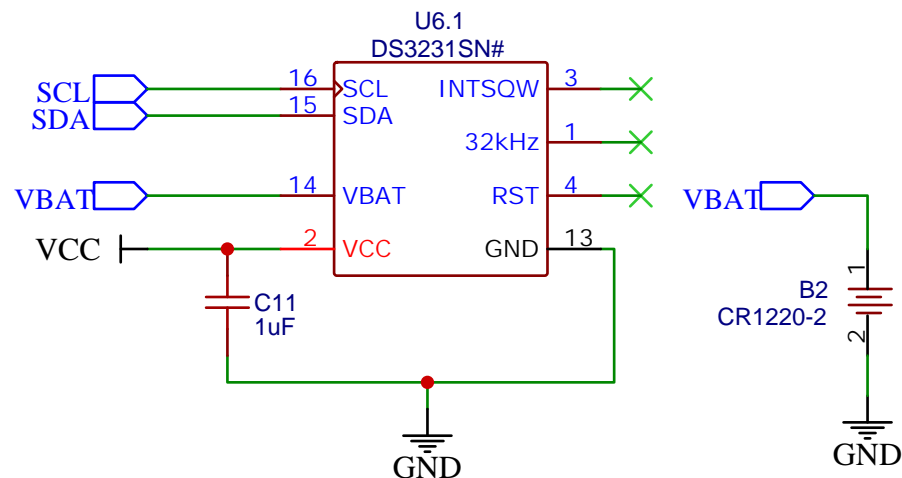 U6.1
DS3231SN#
SCL 16 SCL INTSQW 3
SDA 15 SDA
32kHz 1
VBAT 14 VBAT RST 4 VBAT
VCC 2 VCC GND 13
C11
1uF
1
B2
CR1220-2
2
GND
GND